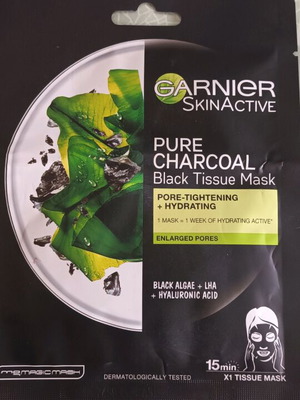 GARNIER
SKINACTIVE
PURE
CHARCOAL
Black Tissue Mask
PORE-TIGHTENING
+ HYDRATING
1 MASK = 1 WEEK OF HYDRATING ACTIVE*
ENLARGED PORES
BLACK ALGAE + LHA
+ HYALURONIC ACID
15min
X1 TISSUE MASK
DERMATOLOGICALLY TESTED